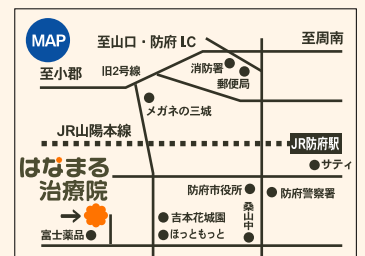 MAP
至山口・防府 I.C
至周南
至小郡
旧2号線
消防署
郵便局
メガネの三城
JR山陽本線
JR防府駅
サティ
はなまる
治療院
防府市役所
防府警察署
桑山中
吉本花城園
ほっともっと
富士薬品